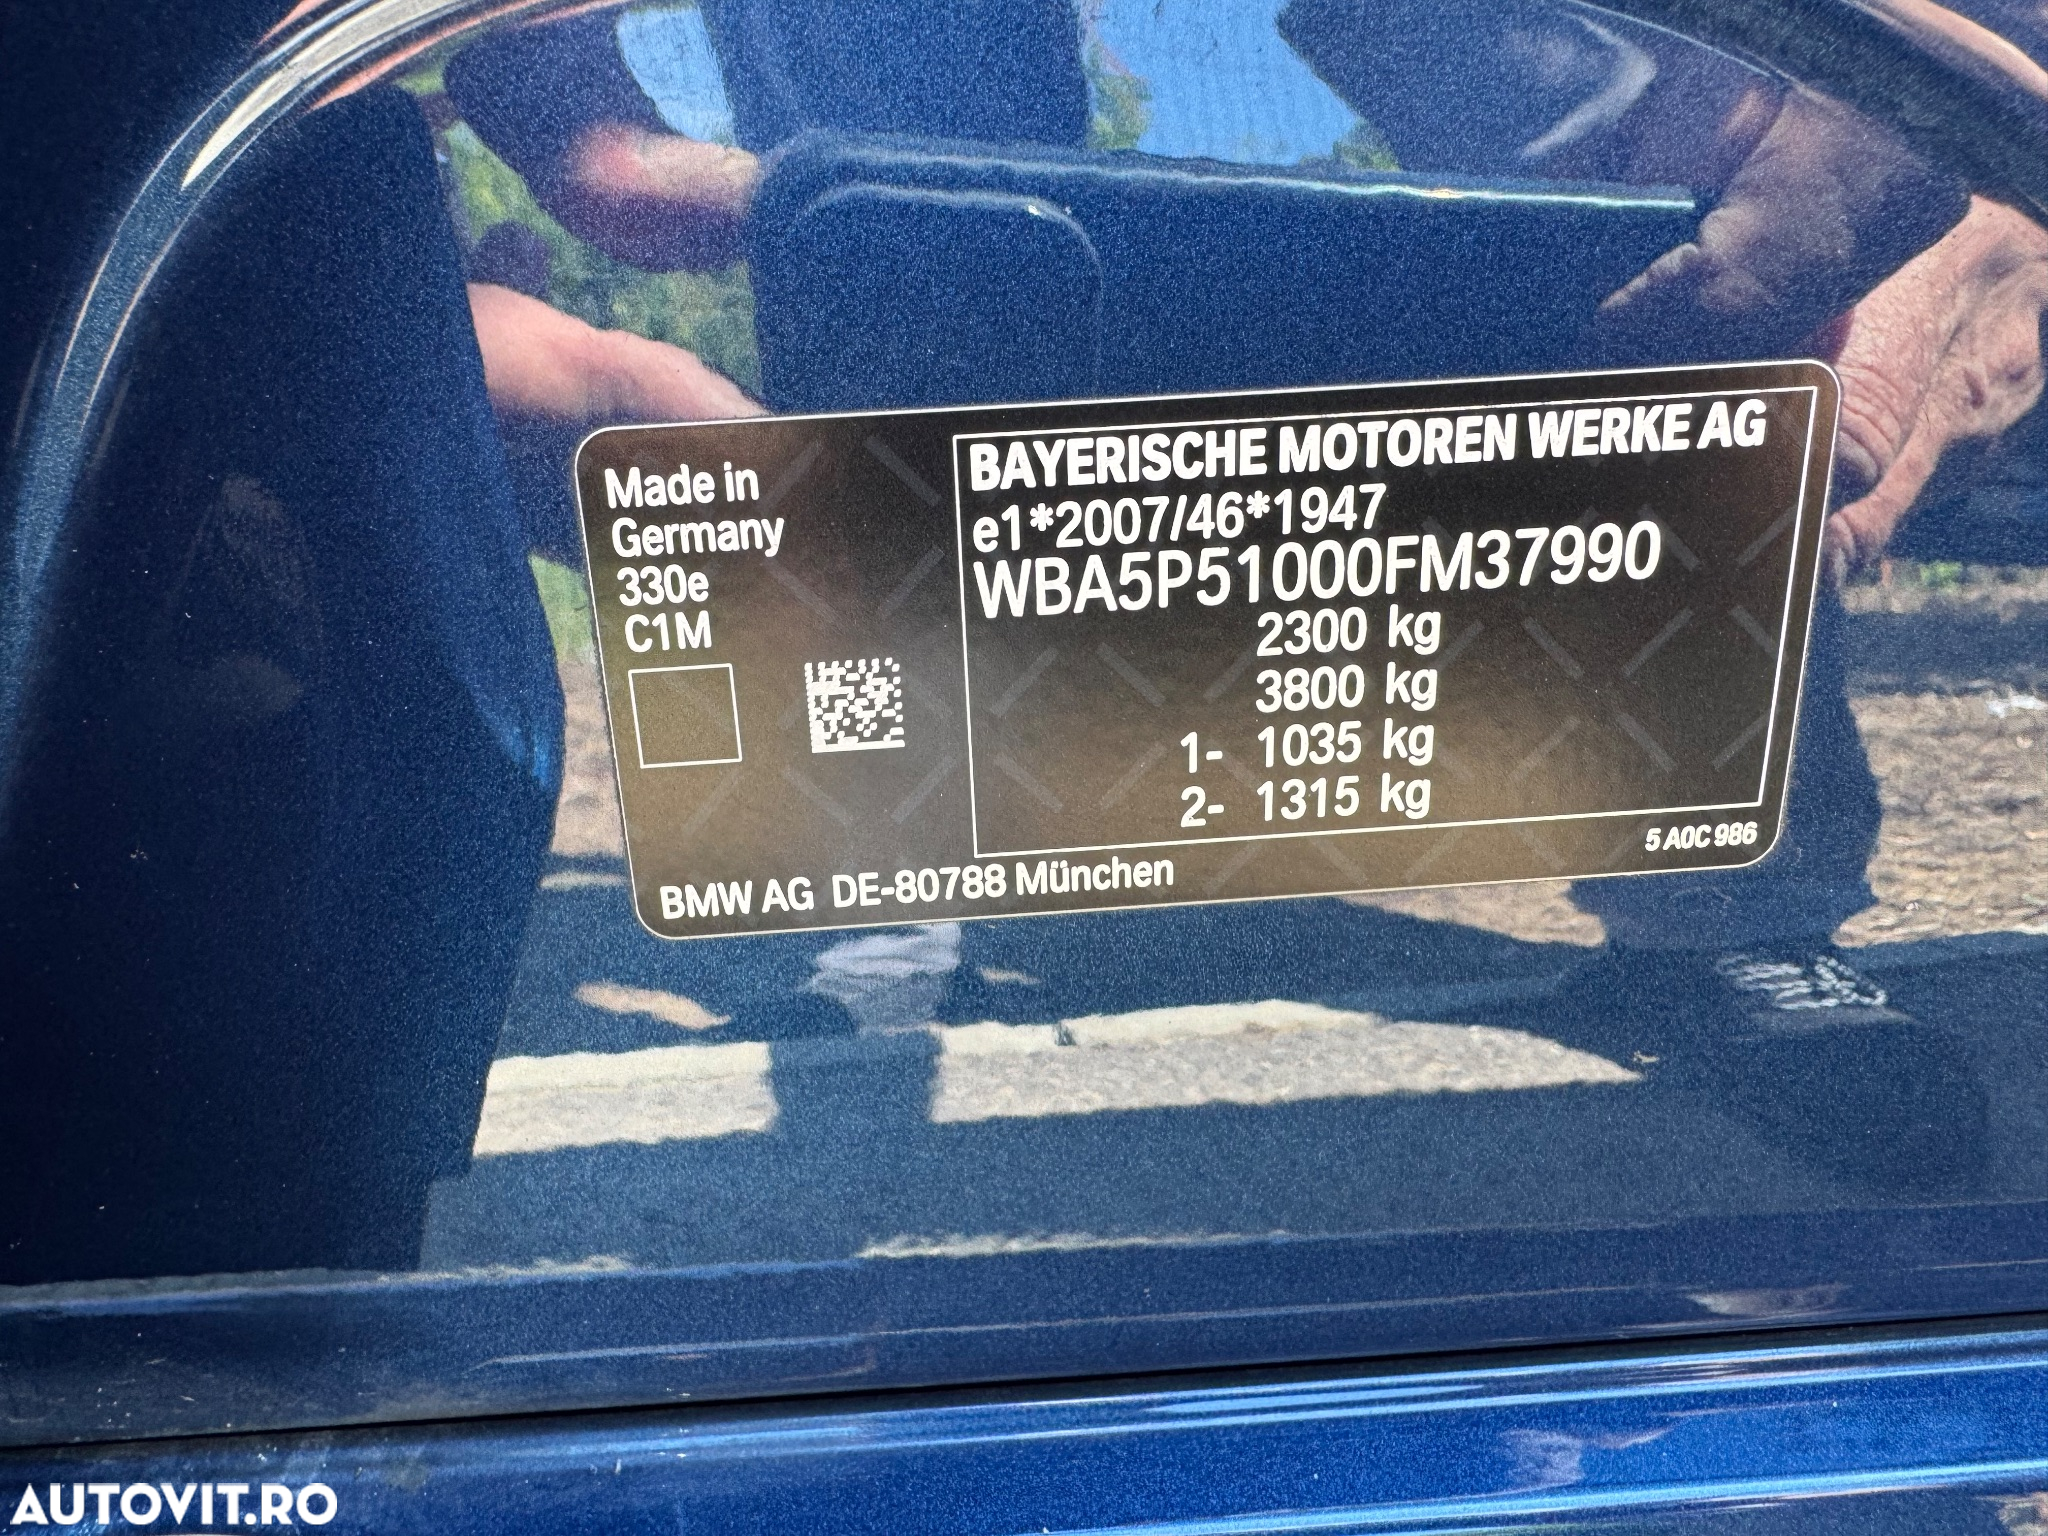 Made in
Germany
330e
C1M
BAYERISCHE MOTOREN WERKE AG
e1*2007/46*1947
WBA5P51000FM37990
2300 kg
3800 kg
1- 1035 kg
2- 1315 kg
5 A0C 986
BMW AG DE-80788 München
AUTOVIT.RO